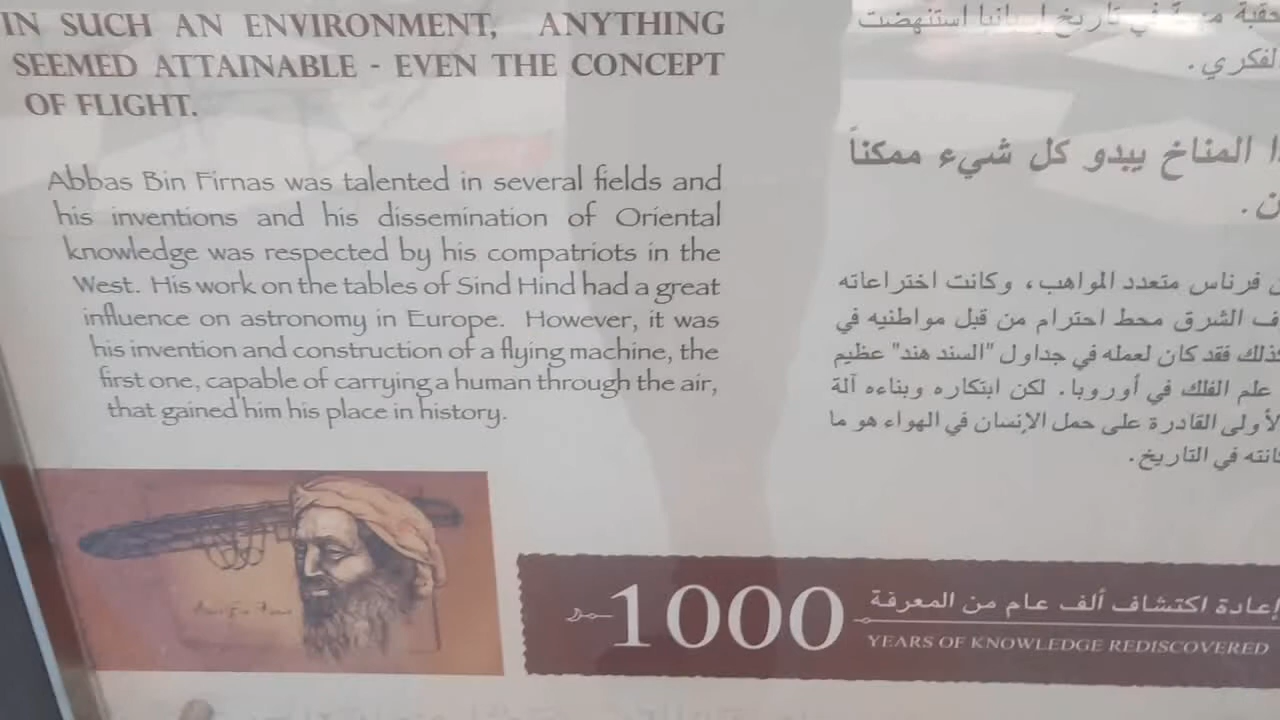 IN SUCH AN ENVIRONMENT, ANYTHING
SEEMED ATTAINABLE - EVEN THE CONCEPT
OF FLIGHT.
Abbas Bin Firnas was talented in several fields and
his inventions and his dissemination of Oriental
knowledge was respected by his compatriots in the
West. His work on the tables of Sind Hind had a great
influence on astronomy in Europe. However, it was
his invention and construction of a flying machine, the
first one, capable of carrying a human through the air,
that gained him his place in history.
في تاريخ إسبانيا استنهضت
لفكري.
المناخ يبدو كل شيء ممكناً
فرناس متعدد المواهب، وكانت اختراعاته
الشرق محط احترام من قبل مواطنيه في
كذلك فقد كان لعمله في جداول "السند هند" عظيم
علم الفلك في أوروبا. لكن ابتكاره وبناءه آلة
لأولى القادرة على حمل الإنسان في الهواء هو ما
في التاريخ.
1000
إعادة اكتشاف ألف عام من المعرفة
YEARS OF KNOWLEDGE REDISCOVERED